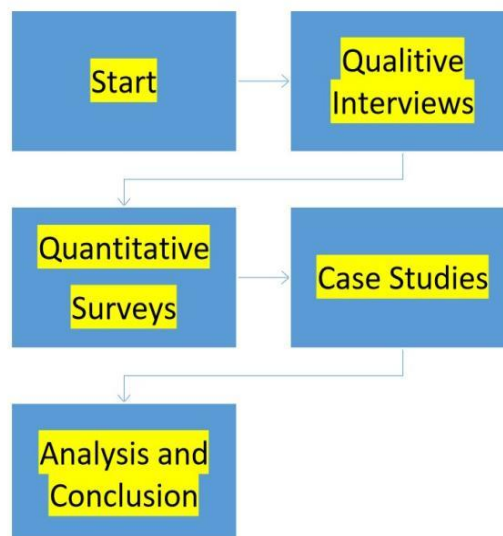 Start
Qualitive
Interviews
Quantitative
Surveys
Case Studies
Analysis and
Conclusion